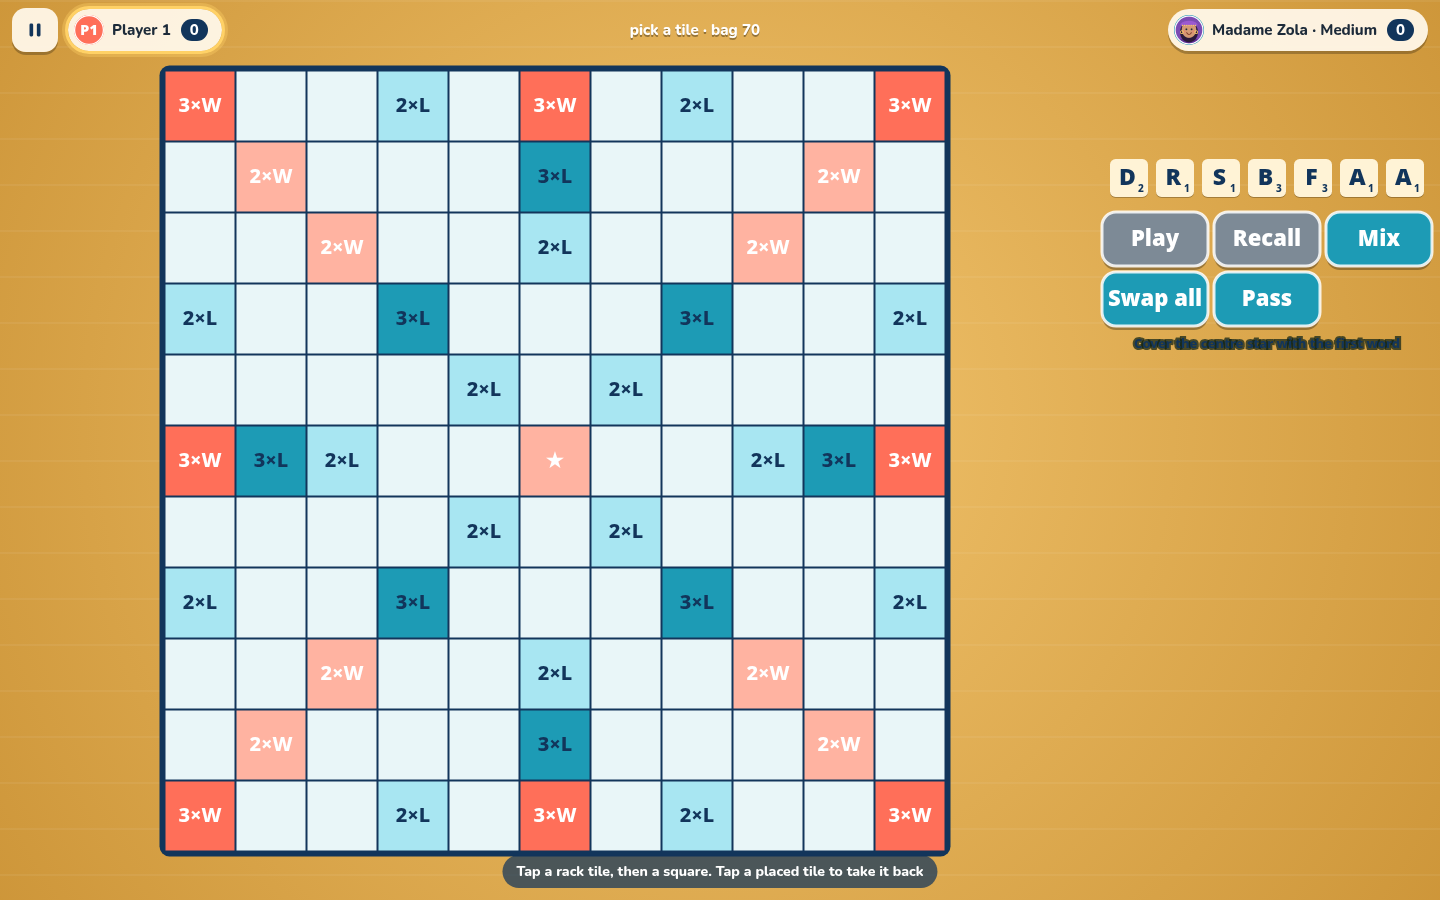 P1 Player 1 0
pick a tile · bag 70
Madame Zola · Medium 0
3×W 2×L 3×W 2×L 3×W
2×W 3×L 2×W
2×W 2×L 2×W
2×L 3×L 3×L 2×L
2×L 2×L
3×W 3×L 2×L ★ 2×L 3×L 3×W
2×L 2×L
2×L 3×L 3×L 2×L
2×W 2×L 2×W
2×W 3×L 2×W
3×W 2×L 3×W 2×L 3×W
D2 R1 S1 B3 F3 A1 A1
Play Recall Mix
Swap all Pass
Cover the centre star with the first word
Tap a rack tile, then a square. Tap a placed tile to take it back